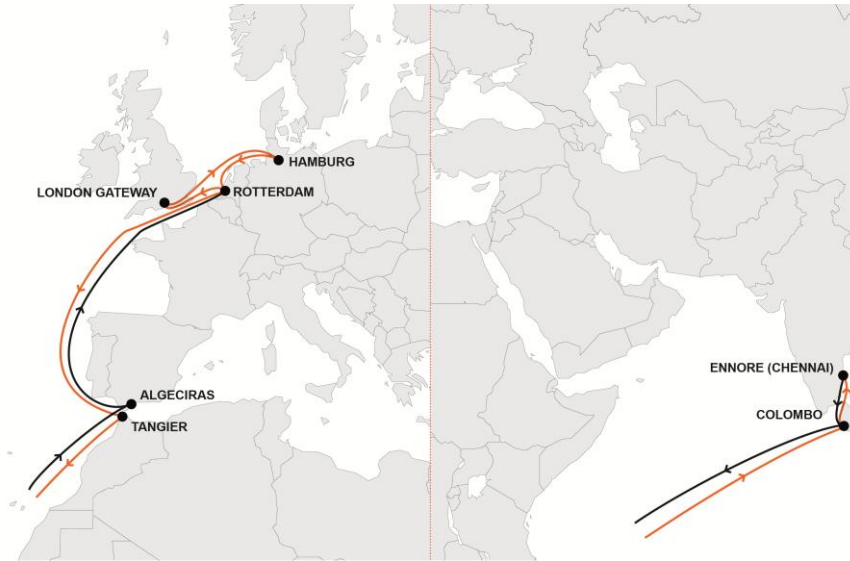 HAMBURG
LONDON GATEWAY
ROTTERDAM
ENNORE (CHENNAI)
ALGECIRAS
COLOMBO
TANGIER